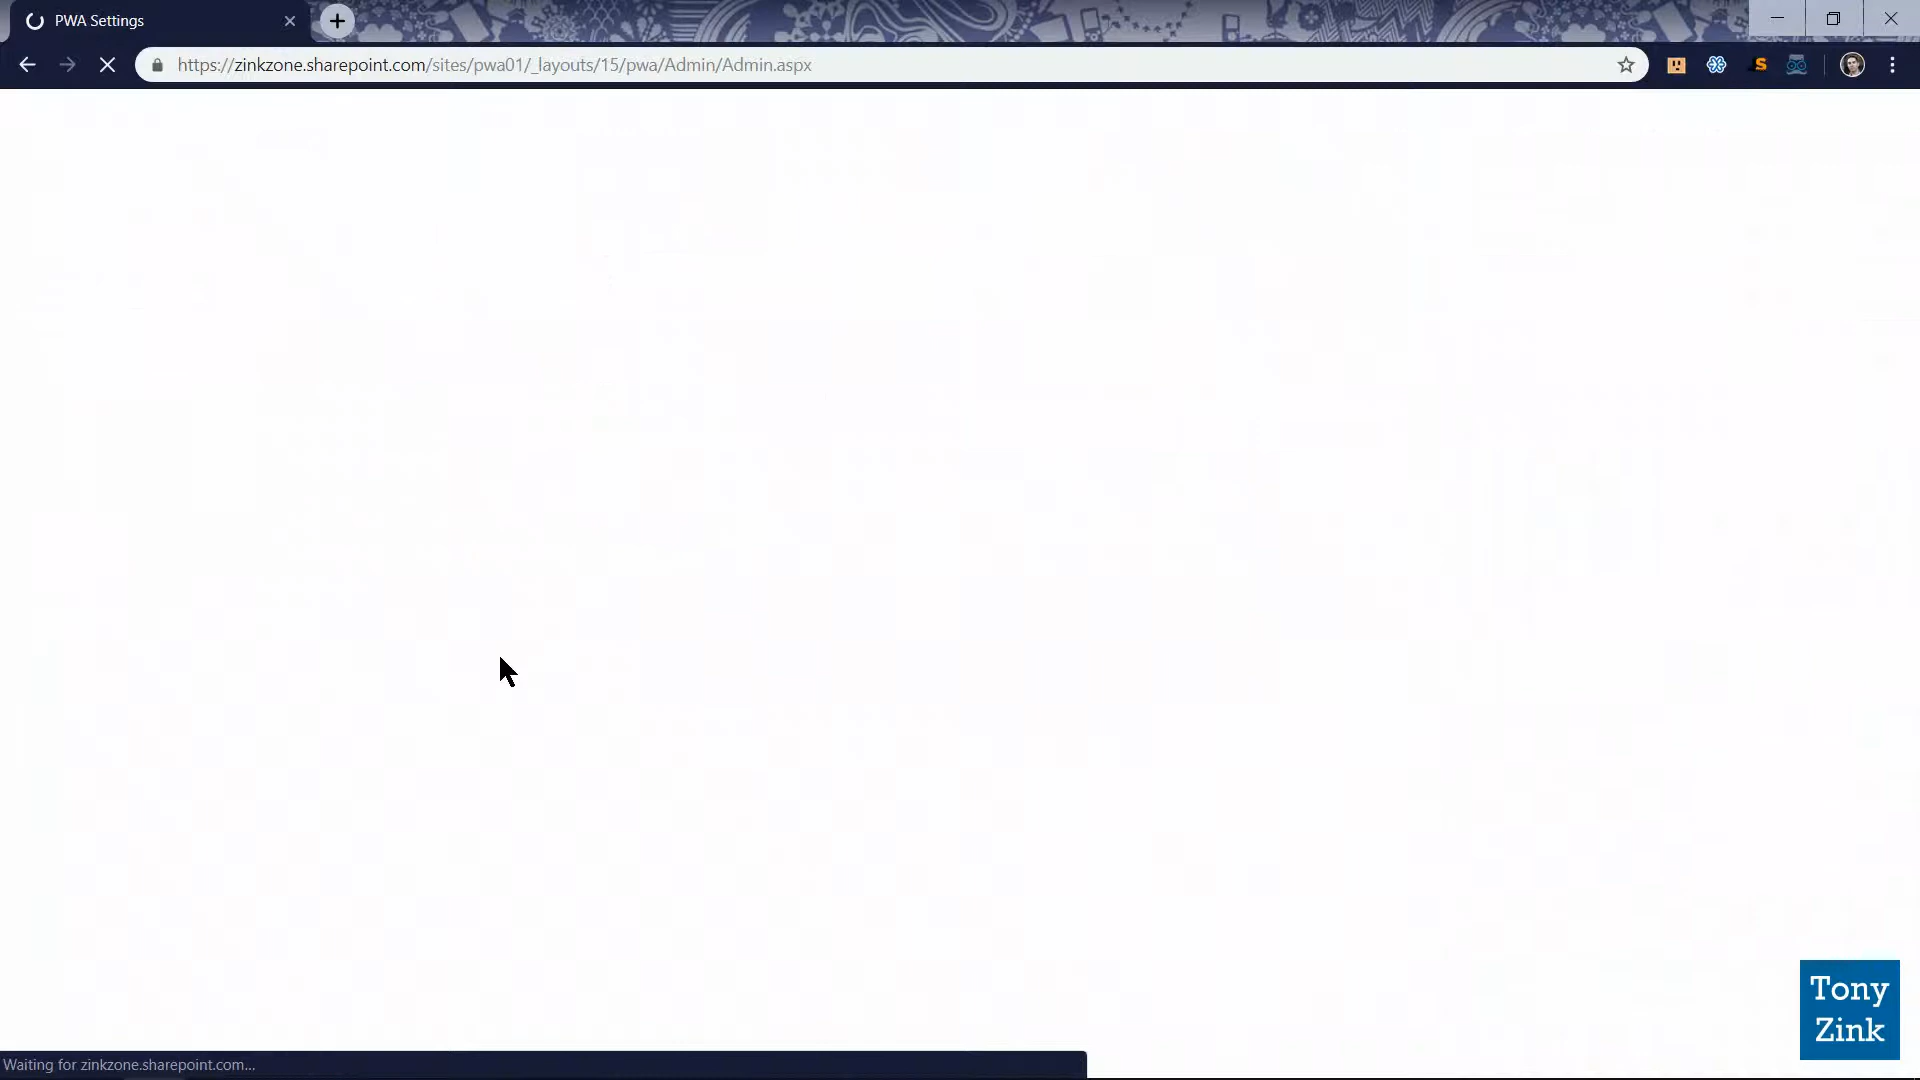 PWA Settings
https://zinkzone.sharepoint.com/sites/pwa01/_layouts/15/pwa/Admin/Admin.aspx
S
Tony
Zink
Waiting for zinkzone.sharepoint.com...